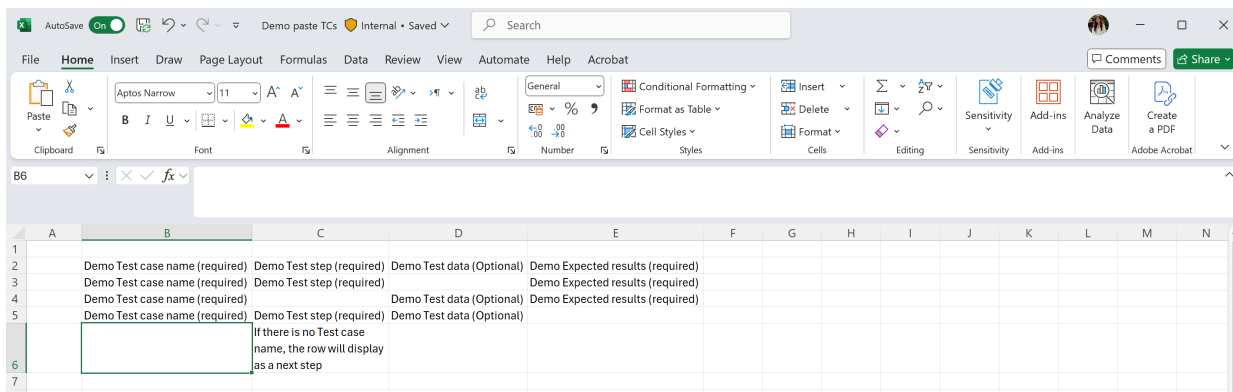 AutoSave On Demo paste TCs Internal • Saved Search
File Home Insert Draw Page Layout Formulas Data Review View Automate Help Acrobat Comments Share
Paste Aptos Narrow 11 A^ A˅ ab General Conditional Formatting Insert Sensitivity Add-ins Analyze Data Create a PDF
B I U A % 9 Format as Table Delete
.00 Cell Styles Format
Clipboard Font Alignment Number Styles Cells Editing Sensitivity Add-ins Adobe Acrobat
B6 fx
A B C D E F G H I J K L M N
1
2 Demo Test case name (required) Demo Test step (required) Demo Test data (Optional) Demo Expected results (required)
3 Demo Test case name (required) Demo Test step (required) Demo Expected results (required)
4 Demo Test case name (required) Demo Test data (Optional) Demo Expected results (required)
5 Demo Test case name (required) Demo Test step (required) Demo Test data (Optional)
If there is no Test case
name, the row will display
6 as a next step
7